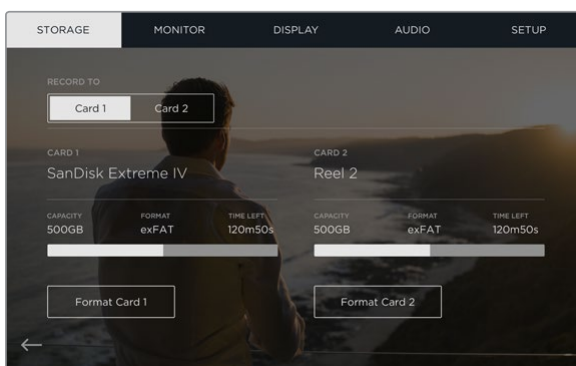 STORAGE MONITOR DISPLAY AUDIO SETUP
RECORD TO
Card 1 Card 2
CARD 1 CARD 2
SanDisk Extreme IV Reel 2
CAPACITY FORMAT TIME LEFT CAPACITY FORMAT TIME LEFT
500GB exFAT 120m50s 500GB exFAT 120m50s
Format Card 1 Format Card 2